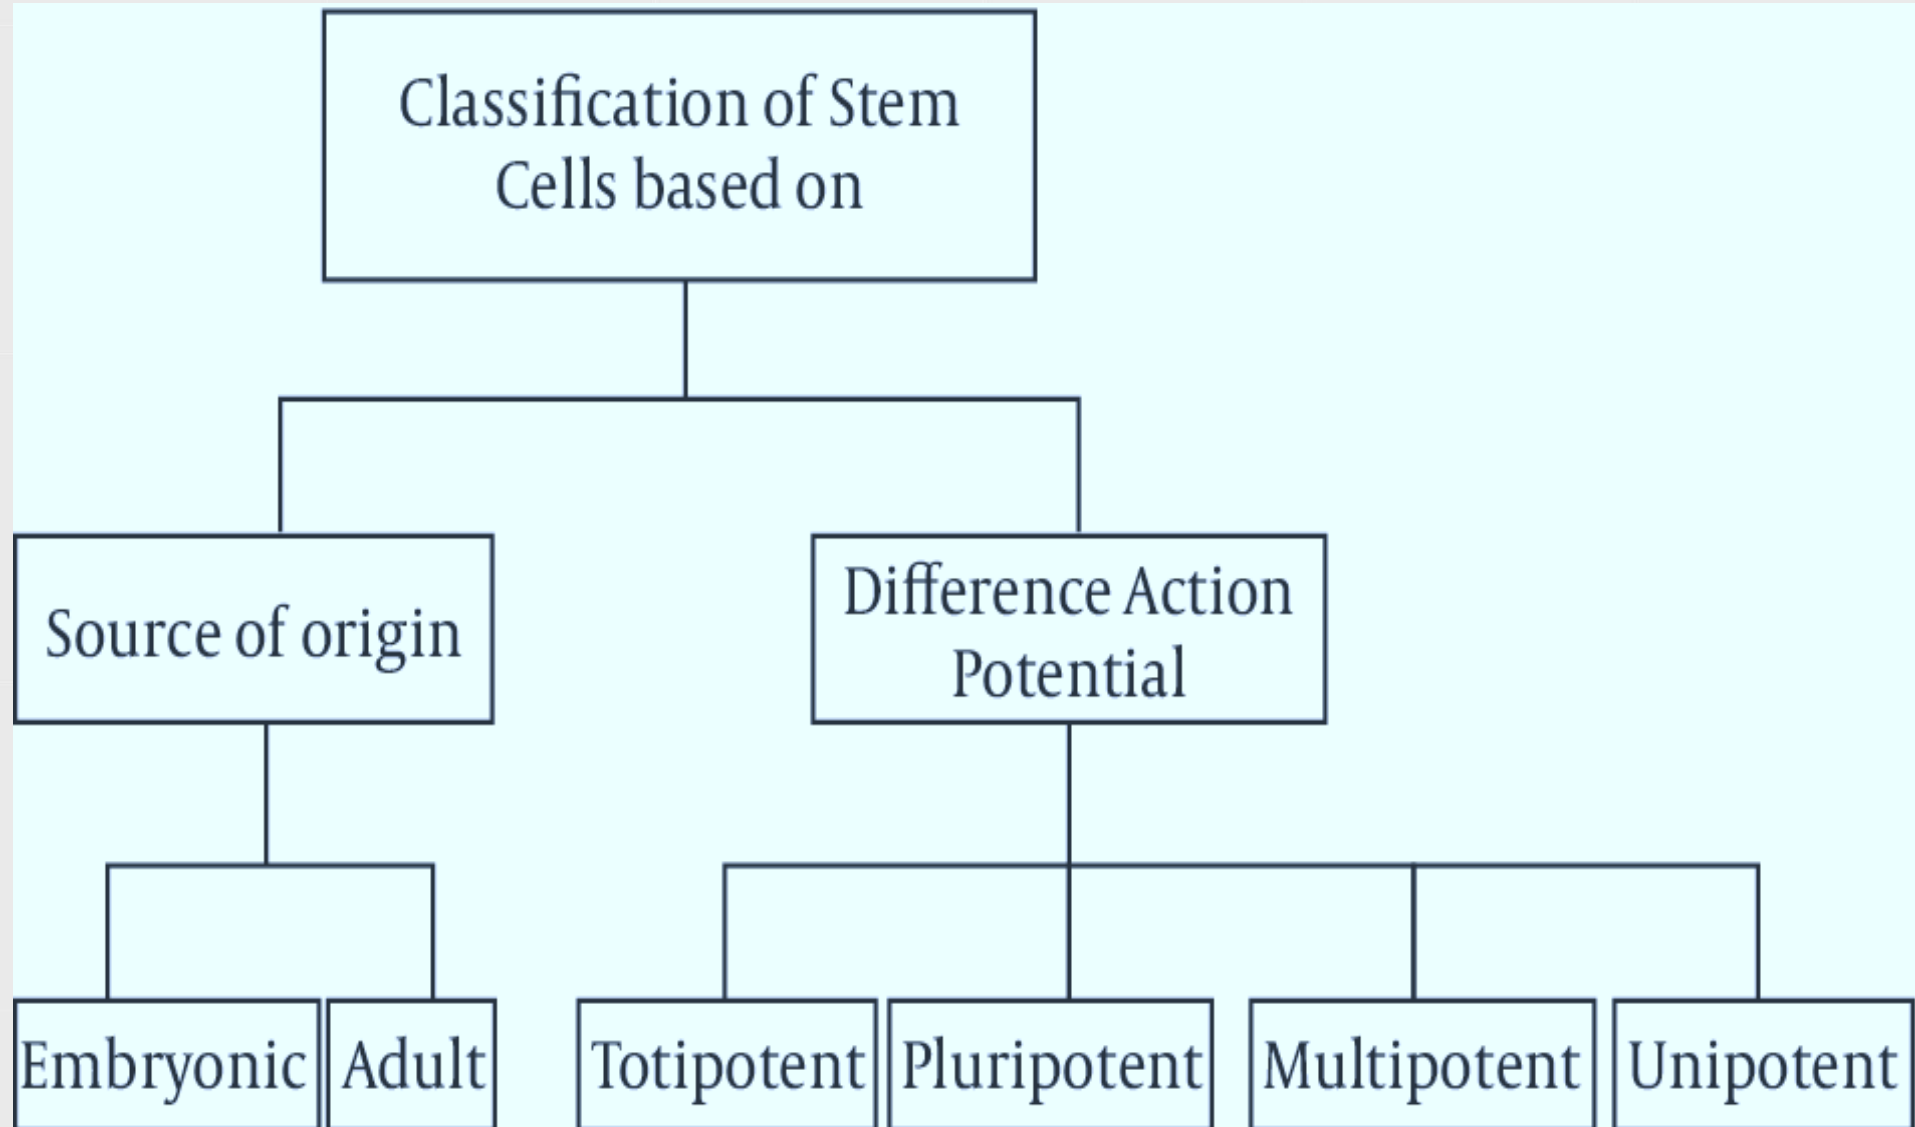 Classification of Stem
Cells based on
Source of origin
Difference Action
Potential
Embryonic
Adult
Totipotent
Pluripotent
Multipotent
Unipotent